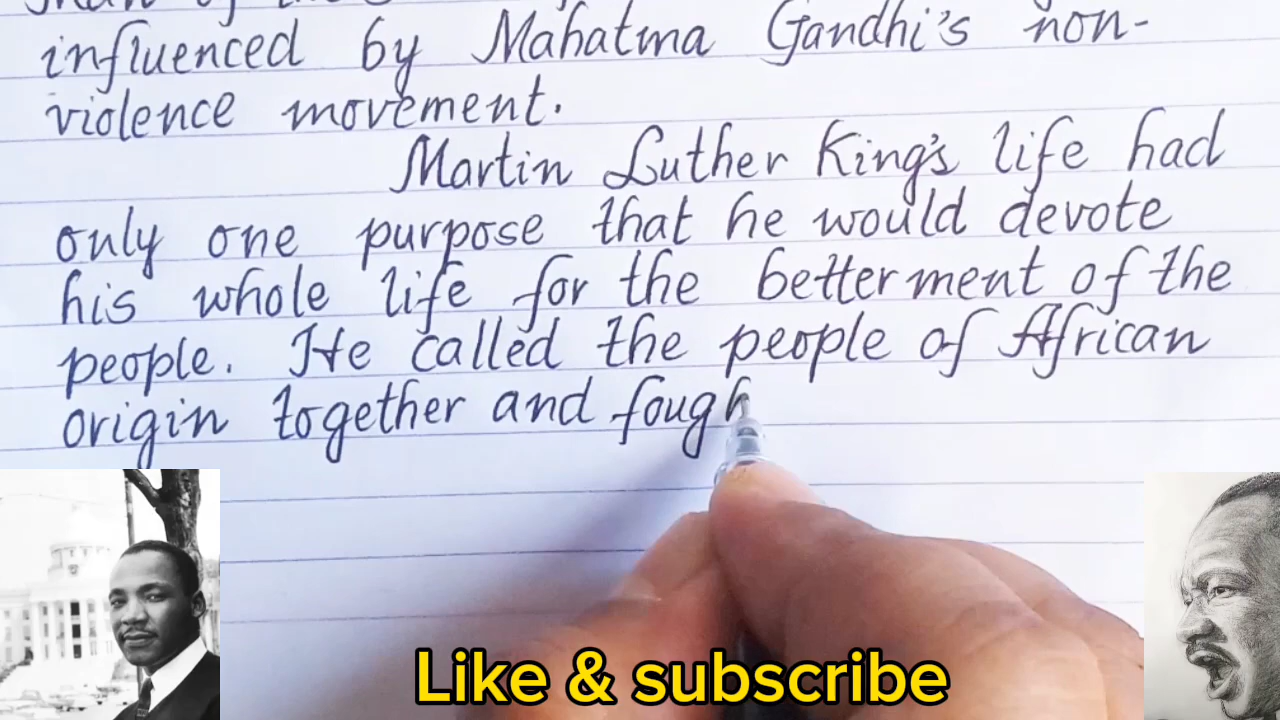 influenced by Mahatma Gandhi's non-
violence movement.
Martin Luther King's life had
only one purpose that he would devote
his whole life for the betterment of the
people. He called the people of African
origin together and fough
Like & subscribe